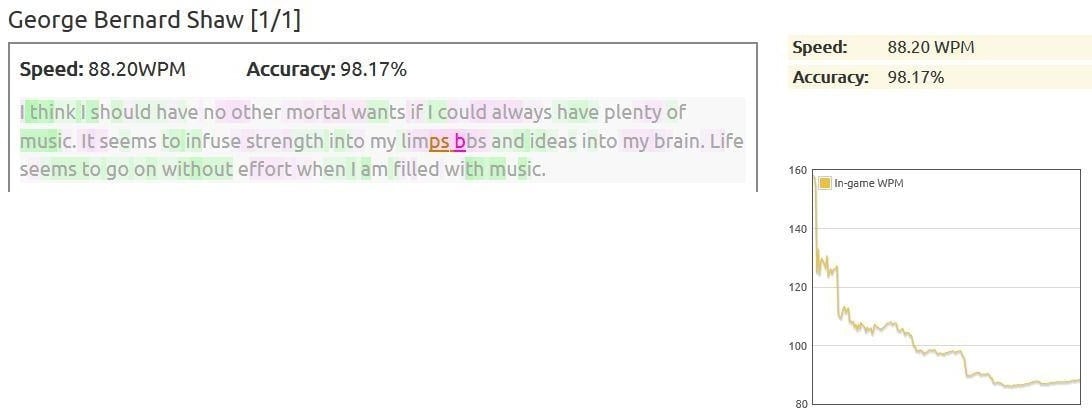 George Bernard Shaw [1/1]
Speed: 88.20WPM Accuracy: 98.17%
I think I should have no other mortal wants if I could always have plenty of
music. It seems to infuse strength into my limps bbs and ideas into my brain. Life
seems to go on without effort when I am filled with music.
Speed: 88.20 WPM
Accuracy: 98.17%
In-game WPM
160
140
120
100
80